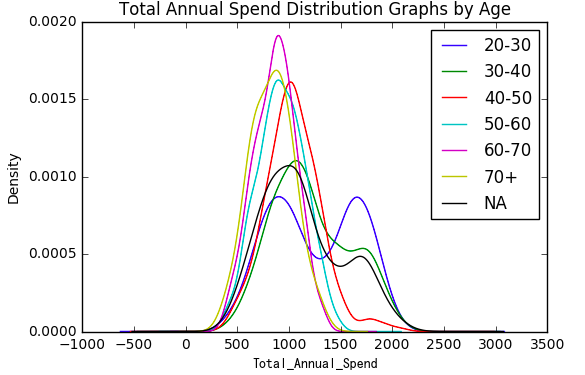 Total Annual Spend Distribution Graphs by Age
0.0020
0.0015
0.0010
0.0005
0.0000
Density
20-30
30-40
40-50
50-60
60-70
70+
NA
−1000 −500 0 500 1000 1500 2000 2500 3000 3500
Total_Annual_Spend